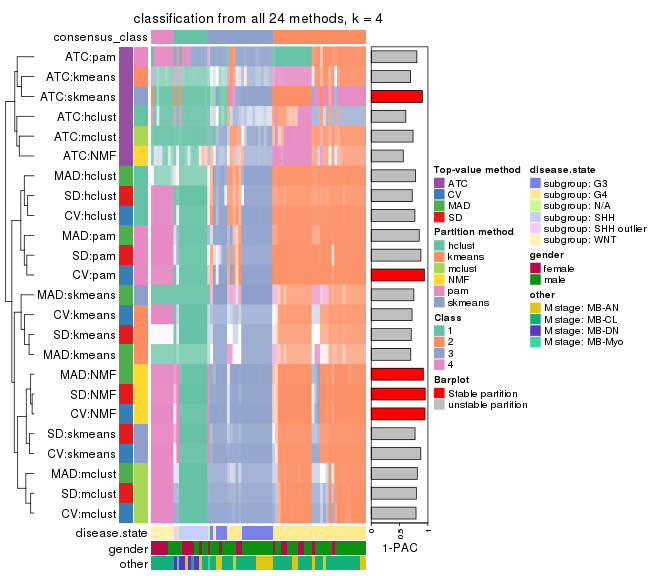 classification from all 24 methods, k = 4
consensus_class
ATC:pam
ATC:kmeans
ATC:skmeans
ATC:hclust
ATC:mclust
ATC:NMF
MAD:hclust
SD:hclust
CV:hclust
MAD:pam
SD:pam
CV:pam
MAD:skmeans
CV:kmeans
SD:kmeans
MAD:kmeans
MAD:NMF
SD:NMF
CV:NMF
SD:skmeans
CV:skmeans
MAD:mclust
SD:mclust
CV:mclust
disease.state
gender
other
0
0.5
1
1-PAC
Top-value method
ATC
CV
MAD
SD
Partition method
hclust
kmeans
mclust
NMF
pam
skmeans
Class
1
2
3
4
Barplot
Stable partition
unstable partition
disease.state
subgroup: G3
subgroup: G4
subgroup: N/A
subgroup: SHH
subgroup: SHH outlier
subgroup: WNT
gender
female
male
other
M stage: MB-AN
M stage: MB-CL
M stage: MB-DN
M stage: MB-Myo